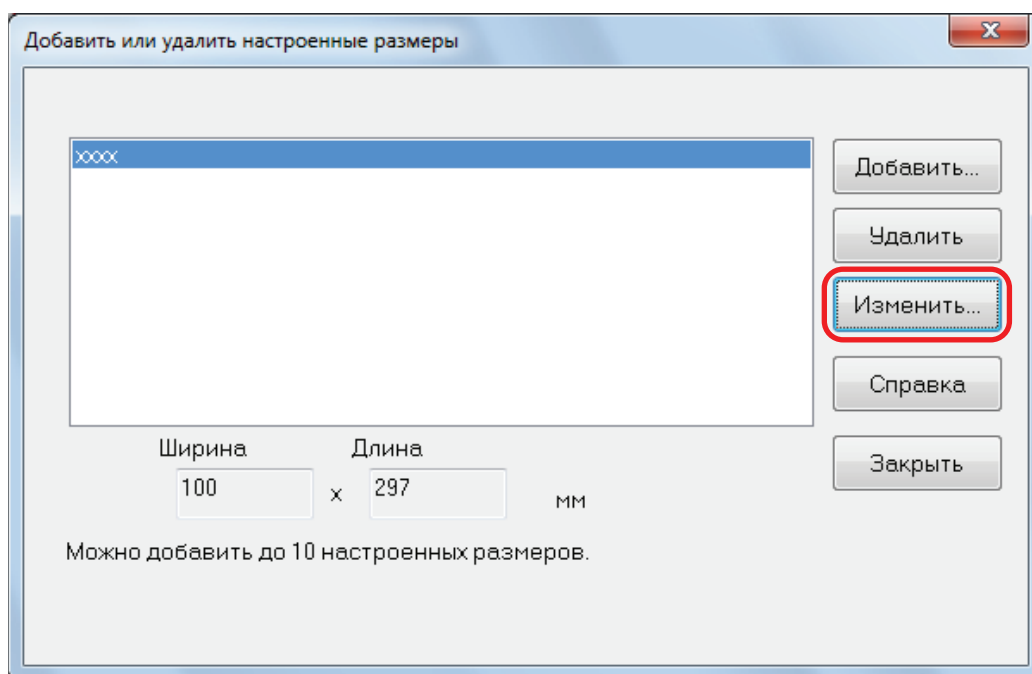 Добавить или удалить настроенные размеры
xxxx
Добавить...
Удалить
Изменить...
Справка
Закрыть
Ширина Длина
100 x 297 мм
Можно добавить до 10 настроенных размеров.